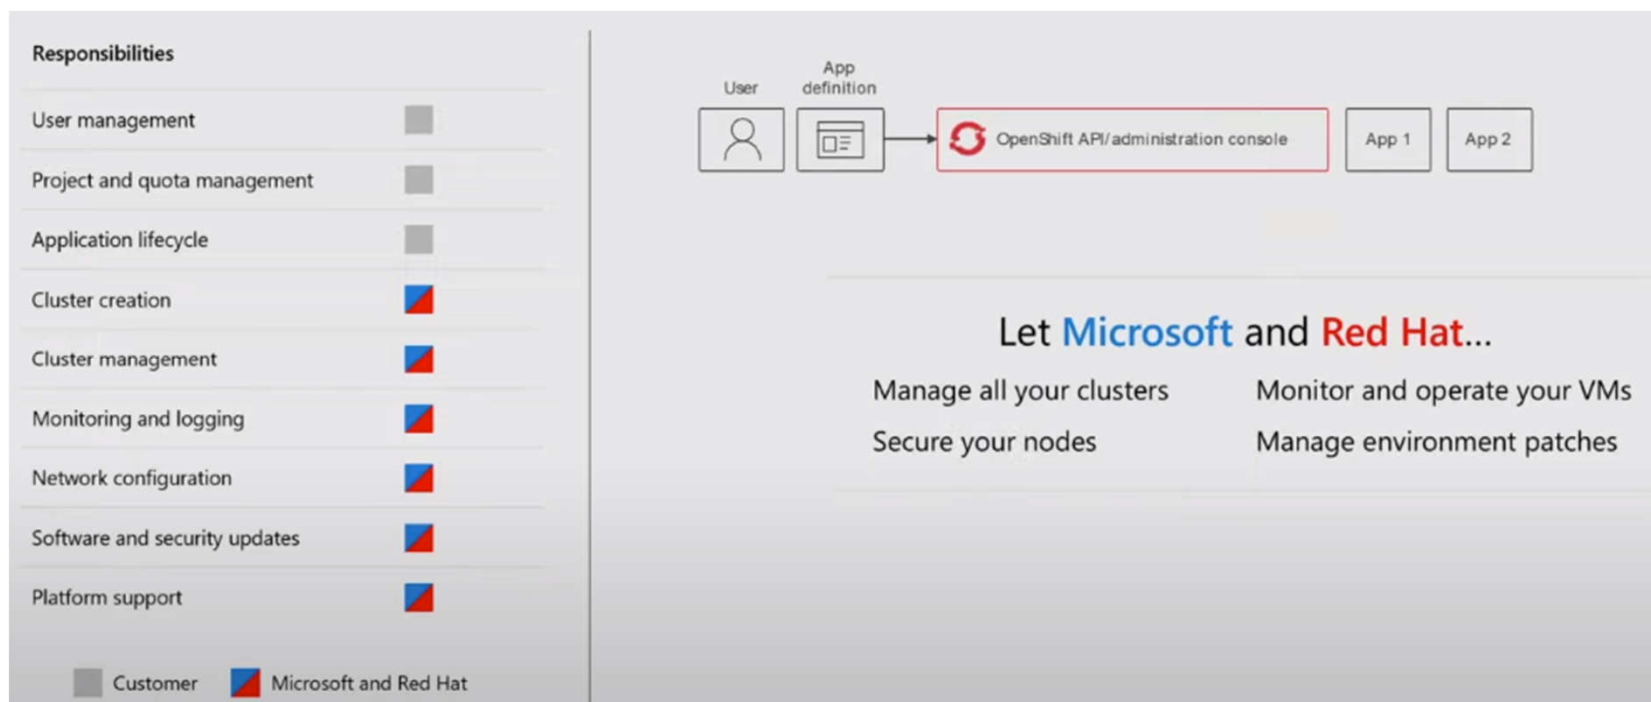 Responsibilities
User management
Project and quota management
Application lifecycle
Cluster creation
Cluster management
Monitoring and logging
Network configuration
Software and security updates
Platform support
Customer
Microsoft and Red Hat
User
App
definition
OpenShift API/administration console
App 1
App 2
Let Microsoft and Red Hat...
Manage all your clusters
Monitor and operate your VMs
Secure your nodes
Manage environment patches